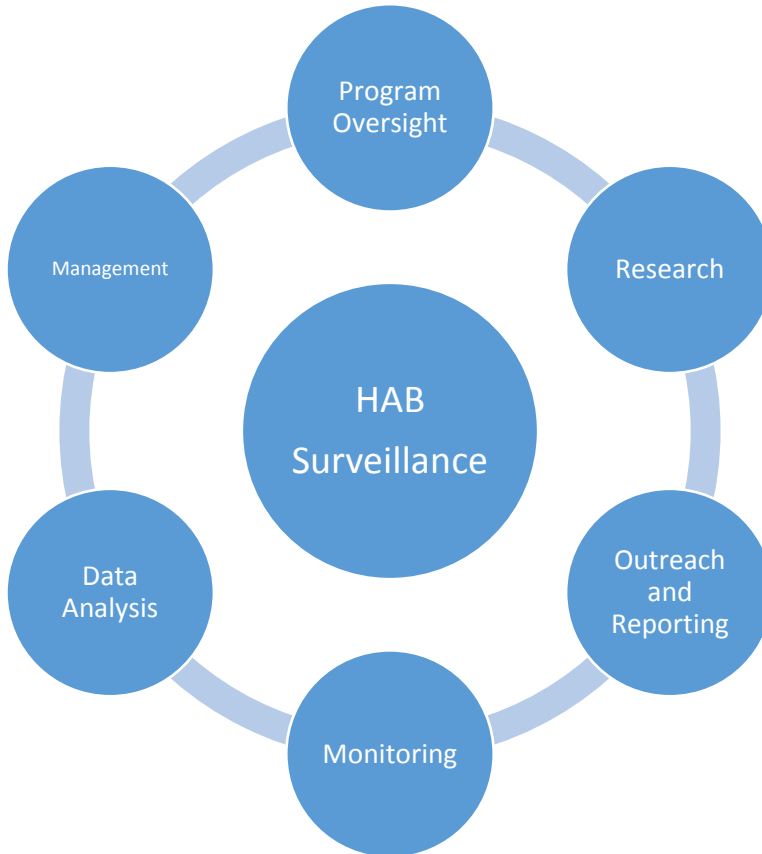 Program
Oversight
Management
Research
HAB
Surveillance
Data
Analysis
Outreach
and
Reporting
Monitoring